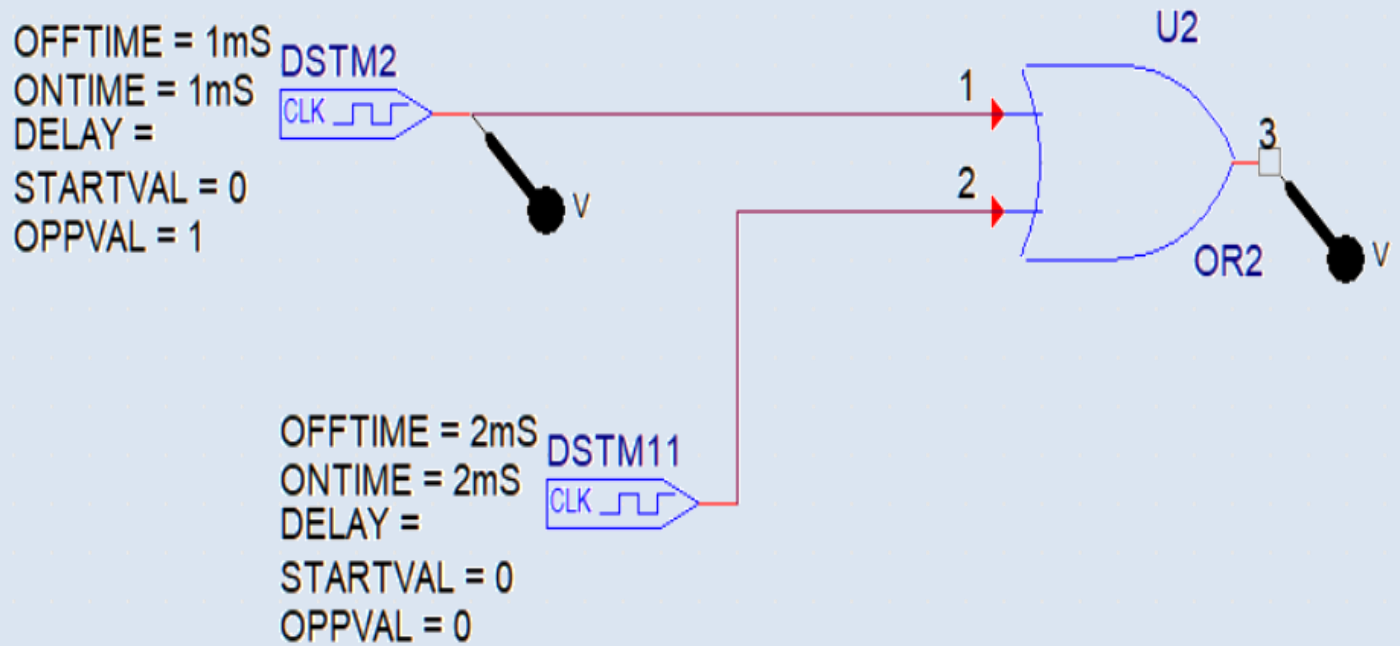 OFFTIME = 1mS
ONTIME = 1mS
DELAY =
STARTVAL = 0
OPPVAL = 1
DSTM2
CLK
V
1
2
U2
3
OR2
V
OFFTIME = 2mS
ONTIME = 2mS
DELAY =
STARTVAL = 0
OPPVAL = 0
DSTM11
CLK